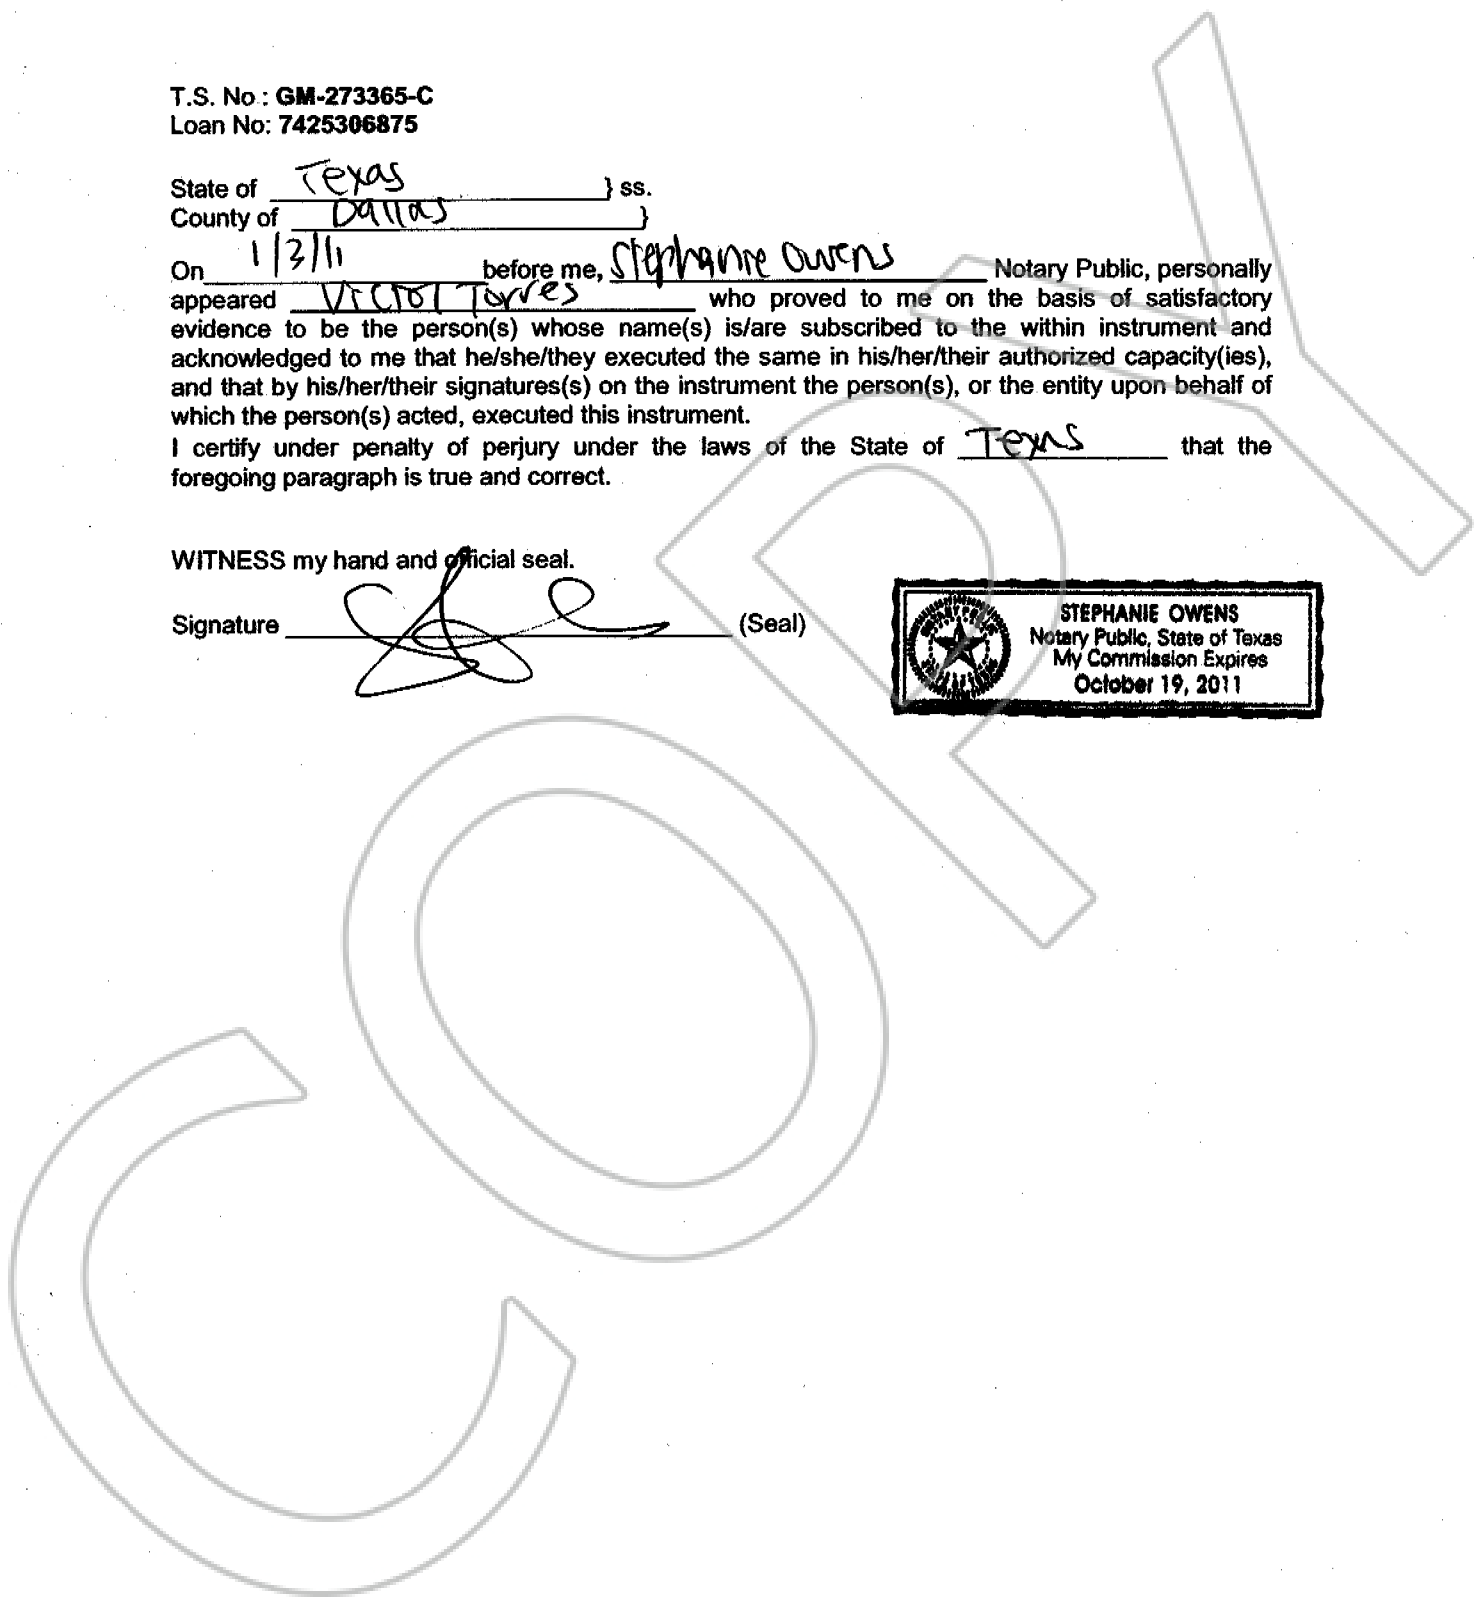 T.S. No.: GM-273365-C
Loan No: 7425306875
State of Texas } ss.
County of Dallas }
On 1/3/11 before me, Stephanie Owens Notary Public, personally
appeared Victor Torres who proved to me on the basis of satisfactory
evidence to be the person(s) whose name(s) is/are subscribed to the within instrument and
acknowledged to me that he/she/they executed the same in his/her/their authorized capacity(ies),
and that by his/her/their signatures(s) on the instrument the person(s), or the entity upon behalf of
which the person(s) acted, executed this instrument.
I certify under penalty of perjury under the laws of the State of Texas that the
foregoing paragraph is true and correct.
WITNESS my hand and official seal.
Signature (Seal)
STEPHANIE OWENS
Notary Public, State of Texas
My Commission Expires
October 19, 2011
COPY